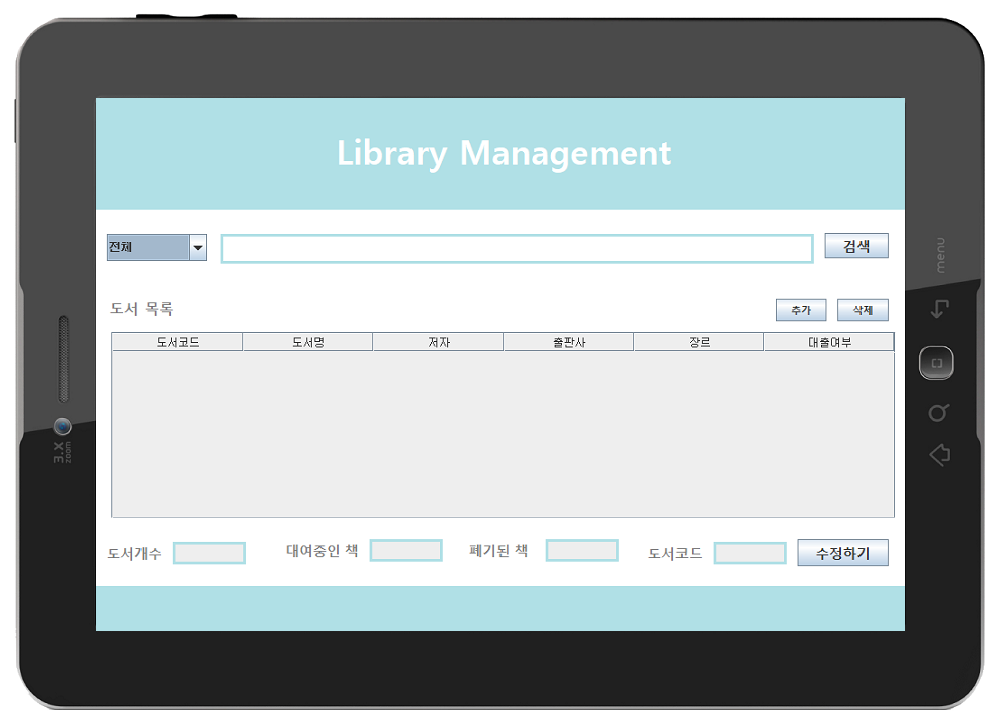 Library Management
전체
검색
도서 목록
추가 삭제
도서코드 도서명 저자 출판사 장르 대출여부
도서개수 대여중인 책 폐기된 책 도서코드 수정하기
menu
3.X
zoom